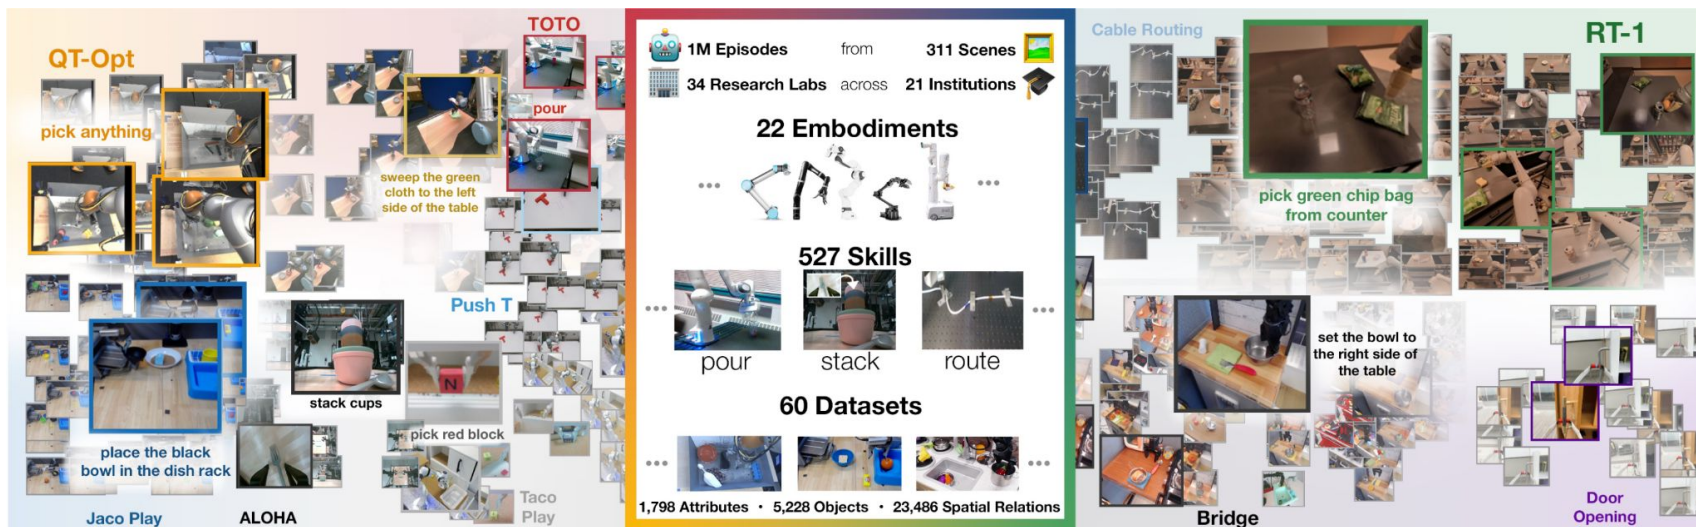 QT-Opt
pick anything
TOTO
pour
sweep the green
cloth to the left
side of the table
Push T
place the black
bowl in the dish rack
Jaco Play
stack cups
ALOHA
N
pick red block
Taco
Play
1M Episodes from 311 Scenes
34 Research Labs across 21 Institutions
22 Embodiments
527 Skills
pour stack route
60 Datasets
1,798 Attributes • 5,228 Objects • 23,486 Spatial Relations
Cable Routing
RT-1
pick green chip bag
from counter
set the bowl to
the right side of
the table
Bridge
Door
Opening